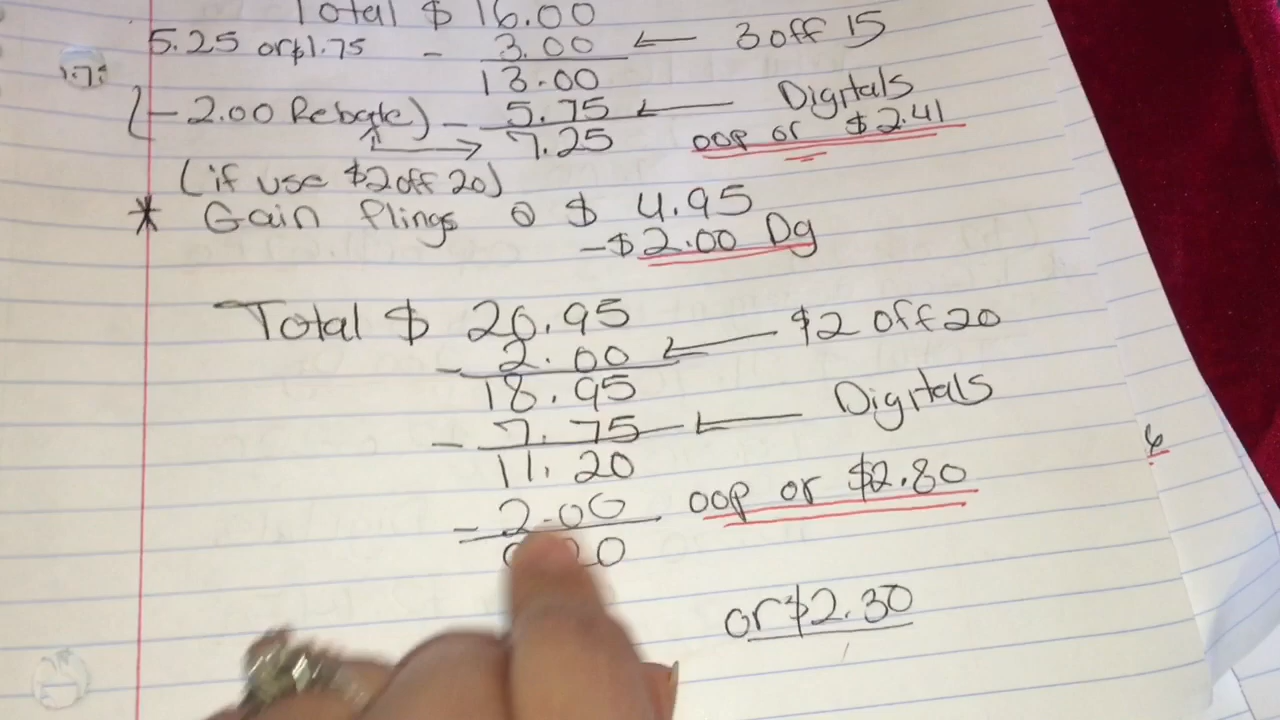 Total $ 16.00
5.25 or $1.75 - 3.00 ← 3 off 15
13.00
(- 2.00 Rebate) - 5.75 ← Digitals
7.25 oop or $2.41
(if use $2 off 20)
* Gain flings @ $ 4.95
-$2.00 Dg
Total $ 20.95
- 2.00 ← $2 off 20
18.95
- 7.75 ← Digitals
11.20
- 2.00 oop or $2.80
or $2.30